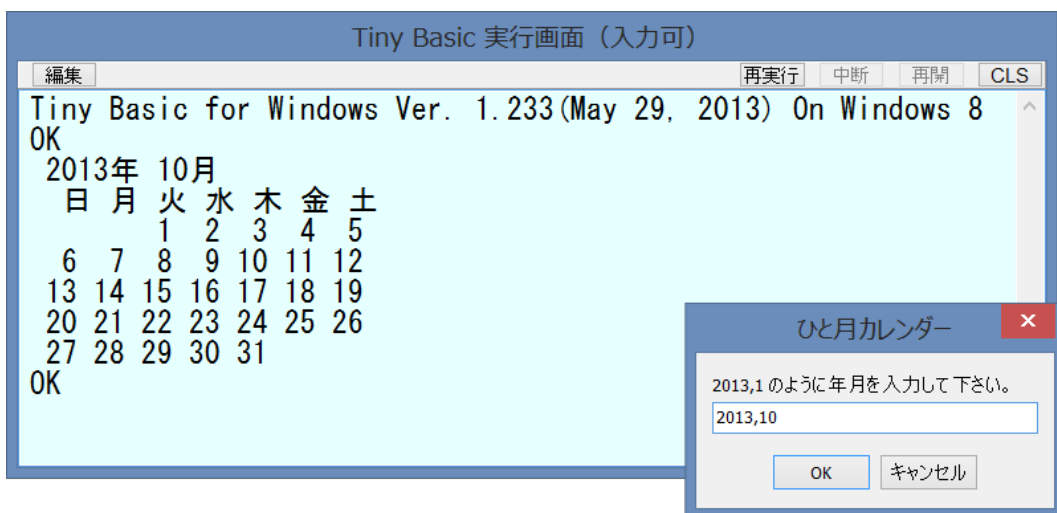 Tiny Basic 実行画面（入力可）
編集 再実行 中断 再開 CLS
Tiny Basic for Windows Ver. 1.233(May 29, 2013) On Windows 8
OK
2013年 10月
日 月 火 水 木 金 土
1 2 3 4 5
6 7 8 9 10 11 12
13 14 15 16 17 18 19
20 21 22 23 24 25 26
27 28 29 30 31
OK
ひと月カレンダー
2013,1 のように年月を入力して下さい。
2013,10
OK キャンセル